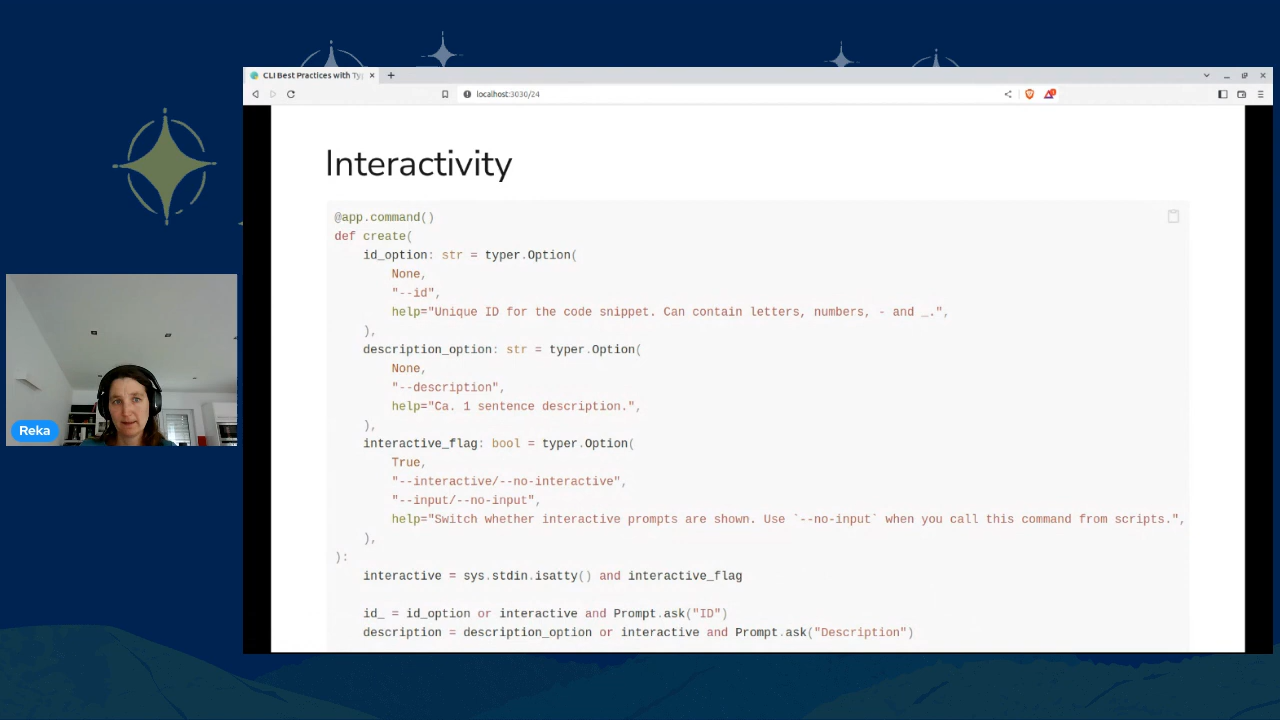 CLI Best Practices with Ty
localhost:3030/24
Interactivity
@app.command()
def create(
    id_option: str = typer.Option(
        None,
        "--id",
        help="Unique ID for the code snippet. Can contain letters, numbers, - and _.",
    ),
    description_option: str = typer.Option(
        None,
        "--description",
        help="Ca. 1 sentence description.",
    ),
    interactive_flag: bool = typer.Option(
        True,
        "--interactive/--no-interactive",
        "--input/--no-input",
        help="Switch whether interactive prompts are shown. Use `--no-input` when you call this command from scripts.",
    ),
):
    interactive = sys.stdin.isatty() and interactive_flag
    id_ = id_option or interactive and Prompt.ask("ID")
    description = description_option or interactive and Prompt.ask("Description")
Reka